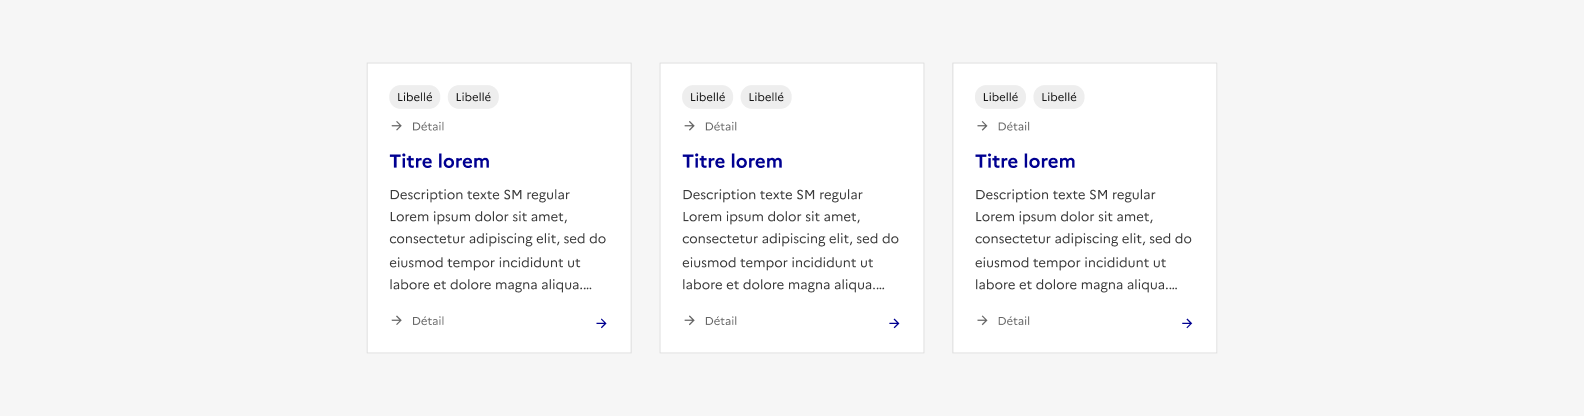 Libellé Libellé
Détail
Titre lorem
Description texte SM regular
Lorem ipsum dolor sit amet,
consectetur adipiscing elit, sed do
eiusmod tempor incididunt ut
labore et dolore magna aliqua....
Détail
Libellé Libellé
Détail
Titre lorem
Description texte SM regular
Lorem ipsum dolor sit amet,
consectetur adipiscing elit, sed do
eiusmod tempor incididunt ut
labore et dolore magna aliqua....
Détail
Libellé Libellé
Détail
Titre lorem
Description texte SM regular
Lorem ipsum dolor sit amet,
consectetur adipiscing elit, sed do
eiusmod tempor incididunt ut
labore et dolore magna aliqua....
Détail